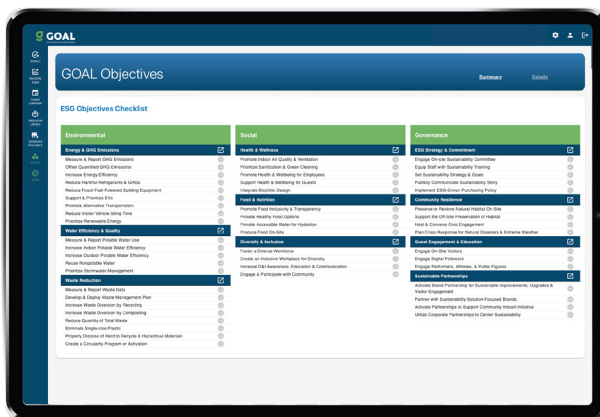 GOAL
GOAL Objectives
Summary
Details
ESG Objectives Checklist
Environmental
Energy & GHG Emissions
Measure & Report GHG Emissions
Offset Quantified GHG Emissions
Increase Energy Efficiency
Reduce Harmful Refrigerants & GHGs
Reduce Fossil Fuel Powered Building Equipment
Support & Prioritize EVs
Promote Alternative Transportation
Reduce Visitor Vehicle Idling Time
Prioritize Renewable Energy
Water Efficiency & Quality
Measure & Report Potable Water Use
Increase Indoor Potable Water Efficiency
Increase Outdoor Potable Water Efficiency
Reuse Nonpotable Water
Prioritize Stormwater Management
Waste Reduction
Measure & Report Waste Data
Develop & Deploy Waste Management Plan
Increase Waste Diversion by Recycling
Increase Waste Diversion by Composting
Reduce Quantity of Total Waste
Eliminate Single-Use Plastic
Properly Dispose of Hard to Recycle & Hazardous Materials
Create a Circularity Program or Activation
Social
Health & Wellness
Promote Indoor Air Quality & Ventilation
Prioritize Sanitization & Green Cleaning
Promote Health & Wellbeing for Employees
Support Health & Wellbeing for Guests
Integrate Biophilic Design
Food & Nutrition
Promote Food Inclusivity & Transparency
Provide Healthy Food Options
Provide Accessible Water for Hydration
Produce Food On-Site
Diversity & Inclusion
Foster a Diverse Workforce
Create an Inclusive Workplace for Diversity
Increase D&I Awareness, Education & Communication
Engage & Participate with Community
Governance
ESG Strategy & Commitment
Engage On-site Sustainability Committee
Equip Staff with Sustainability Training
Set Sustainability Strategy & Goals
Publicly Communicate Sustainability Story
Implement ESG-Driven Purchasing Policy
Community Resilience
Preserve or Restore Natural Habitat On-Site
Support the Off-Site Preservation of Habitat
Host & Convene Civic Engagement
Plan Crisis Response for Natural Disasters & Extreme Weather
Guest Engagement & Education
Engage On-Site Visitors
Engage Digital Followers
Engage Performers, Athletes, & Public Figures
Sustainable Partnerships
Activate Brand Partnership for Sustainable Improvements, Upgrades &
Visitor Engagement
Partner with Sustainability Solution-Focused Brands
Activate Partnerships to Support Community Impact Initiative
Utilize Corporate Partnerships to Center Sustainability